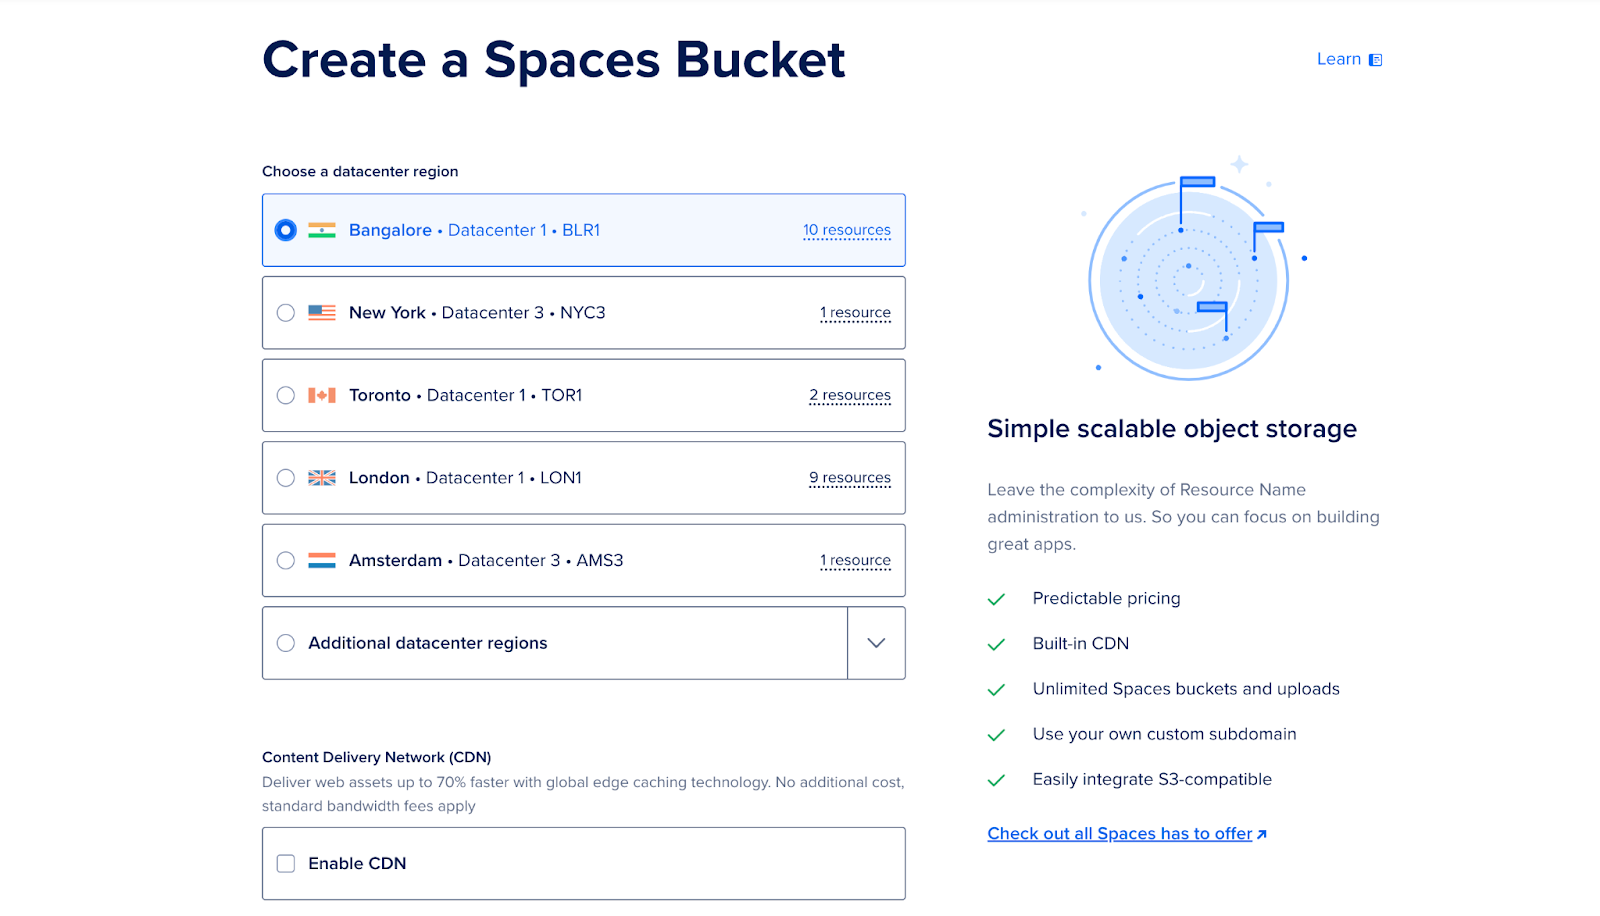 Create a Spaces Bucket
Learn
Choose a datacenter region
Bangalore • Datacenter 1 • BLR1 10 resources
New York • Datacenter 3 • NYC3 1 resource
Toronto • Datacenter 1 • TOR1 2 resources
London • Datacenter 1 • LON1 9 resources
Amsterdam • Datacenter 3 • AMS3 1 resource
Additional datacenter regions
Content Delivery Network (CDN)
Deliver web assets up to 70% faster with global edge caching technology. No additional cost,
standard bandwidth fees apply
Enable CDN
Simple scalable object storage
Leave the complexity of Resource Name
administration to us. So you can focus on building
great apps.
Predictable pricing
Built-in CDN
Unlimited Spaces buckets and uploads
Use your own custom subdomain
Easily integrate S3-compatible
Check out all Spaces has to offer